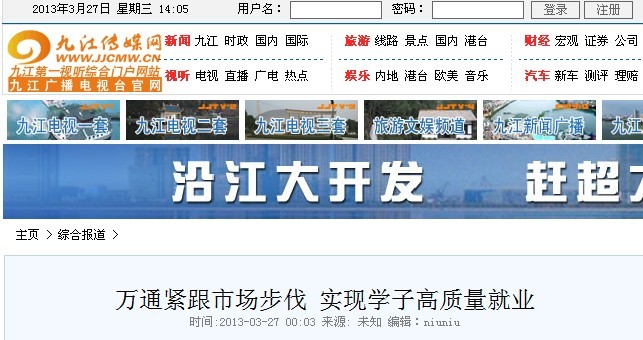 2013年3月27日 星期三 14:05 用户名： 密码： 登录 注册
九江传媒网 新闻 九江 时政 国内 国际 旅游 线路 景点 国内 港台 财经 宏观 证券 公司
WWW.JJCMW.CN
九江第一视听综合门户网站 视听 电视 直播 广电 热点 娱乐 内地 港台 欧美 音乐 汽车 新车 测评 理赔
九江广播电视台官网
九江电视一套 九江电视二套 九江电视三套 旅游文娱频道 九江新闻广播 九江
沿江大开发 赶超
主页 > 综合报道 >
万通紧跟市场步伐 实现学子高质量就业
时间:2013-03-27 00:03 来源: 未知 编辑：niuniu